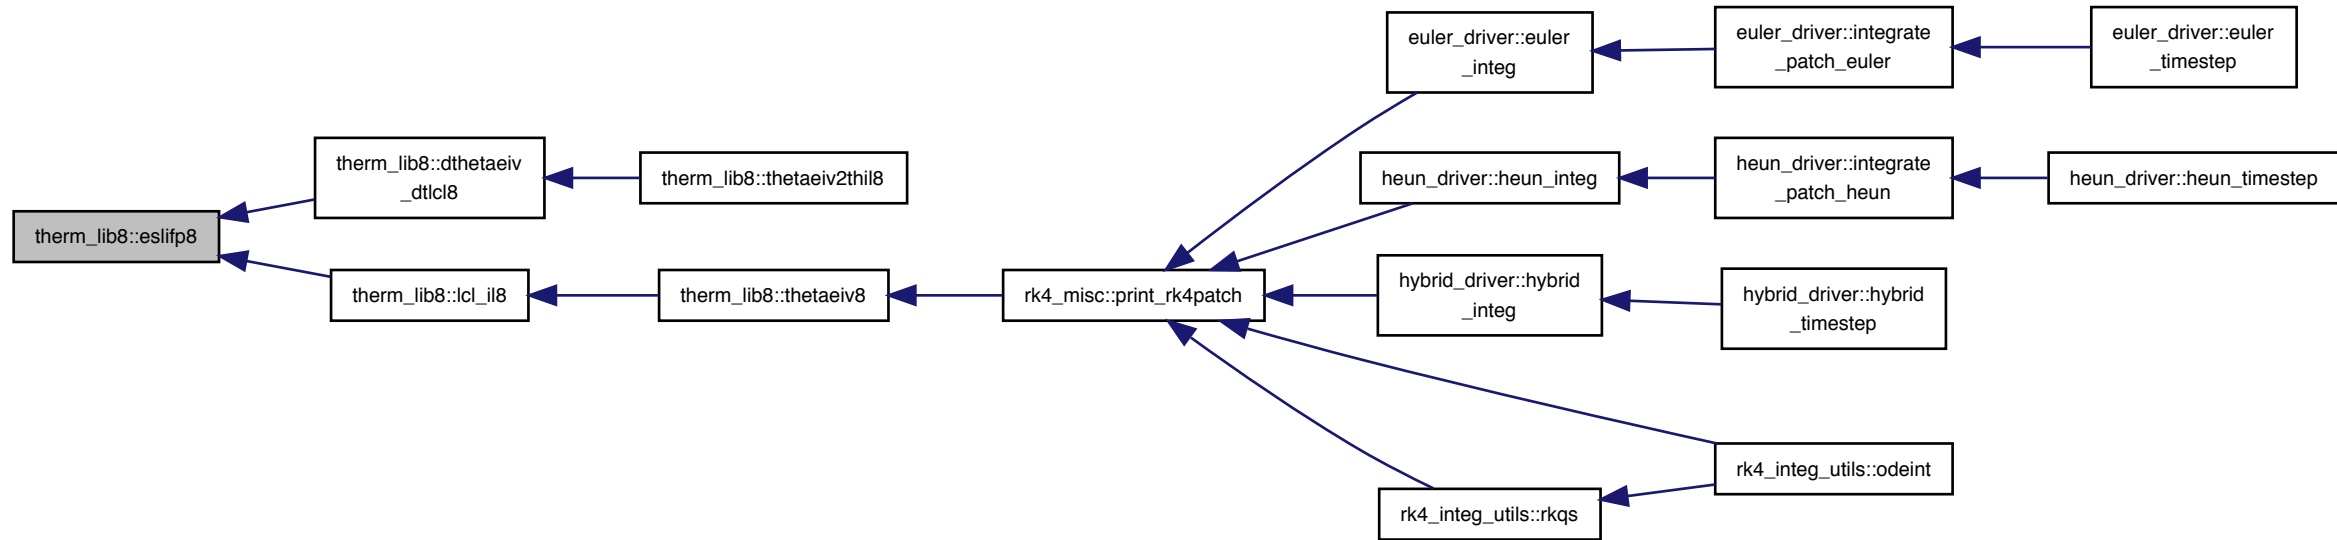 therm_lib8::eslifp8
therm_lib8::dthetaeiv
_dtlcl8
therm_lib8::thetaeiv2thil8
therm_lib8::lcl_il8
therm_lib8::thetaeiv8
rk4_misc::print_rk4patch
euler_driver::euler
_integ
euler_driver::integrate
_patch_euler
euler_driver::euler
_timestep
heun_driver::heun_integ
heun_driver::integrate
_patch_heun
heun_driver::heun_timestep
hybrid_driver::hybrid
_integ
hybrid_driver::hybrid
_timestep
rk4_integ_utils::odeint
rk4_integ_utils::rkqs